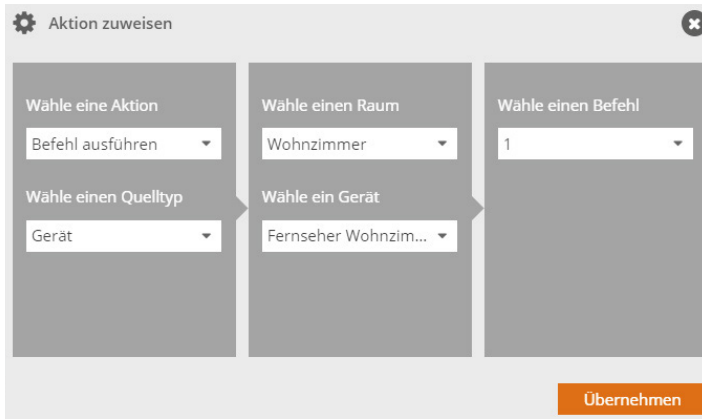 Aktion zuweisen
Wähle eine Aktion
Befehl ausführen
Wähle einen Quelltyp
Gerät
Wähle einen Raum
Wohnzimmer
Wähle ein Gerät
Fernseher Wohnzim...
Wähle einen Befehl
1
Übernehmen